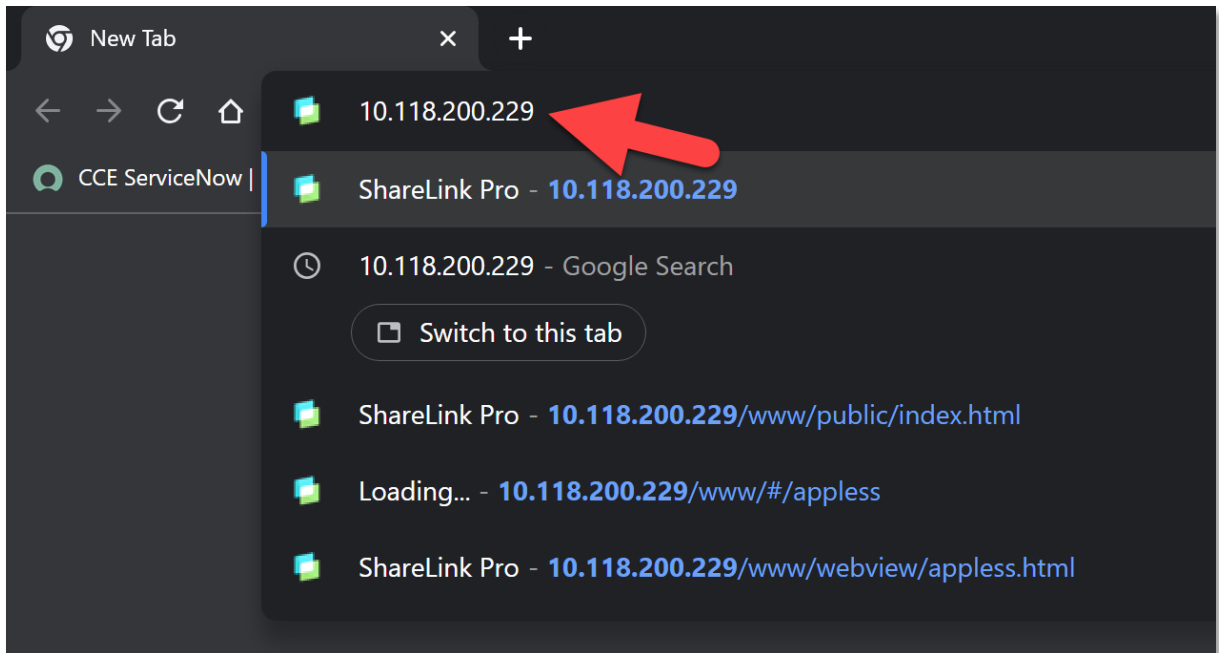 New Tab
10.118.200.229
CCE ServiceNow |
ShareLink Pro - 10.118.200.229
10.118.200.229 - Google Search
Switch to this tab
ShareLink Pro - 10.118.200.229/www/public/index.html
Loading... - 10.118.200.229/www/#/appless
ShareLink Pro - 10.118.200.229/www/webview/appless.html